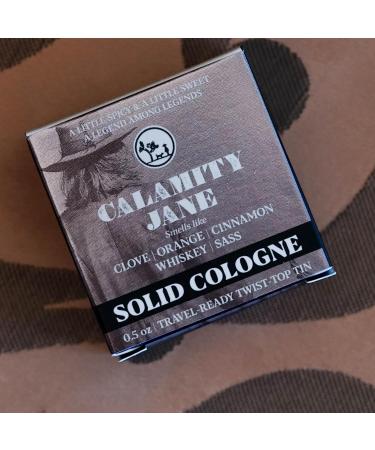 A LITTLE SPICY & A LITTLE SWEET
A LEGEND AMONG LEGENDS
CALAMITY
JANE
Smells like
CLOVE | ORANGE | CINNAMON
WHISKEY | SASS
SOLID COLOGNE
0.5 oz | TRAVEL-READY TWIST-TOP TIN